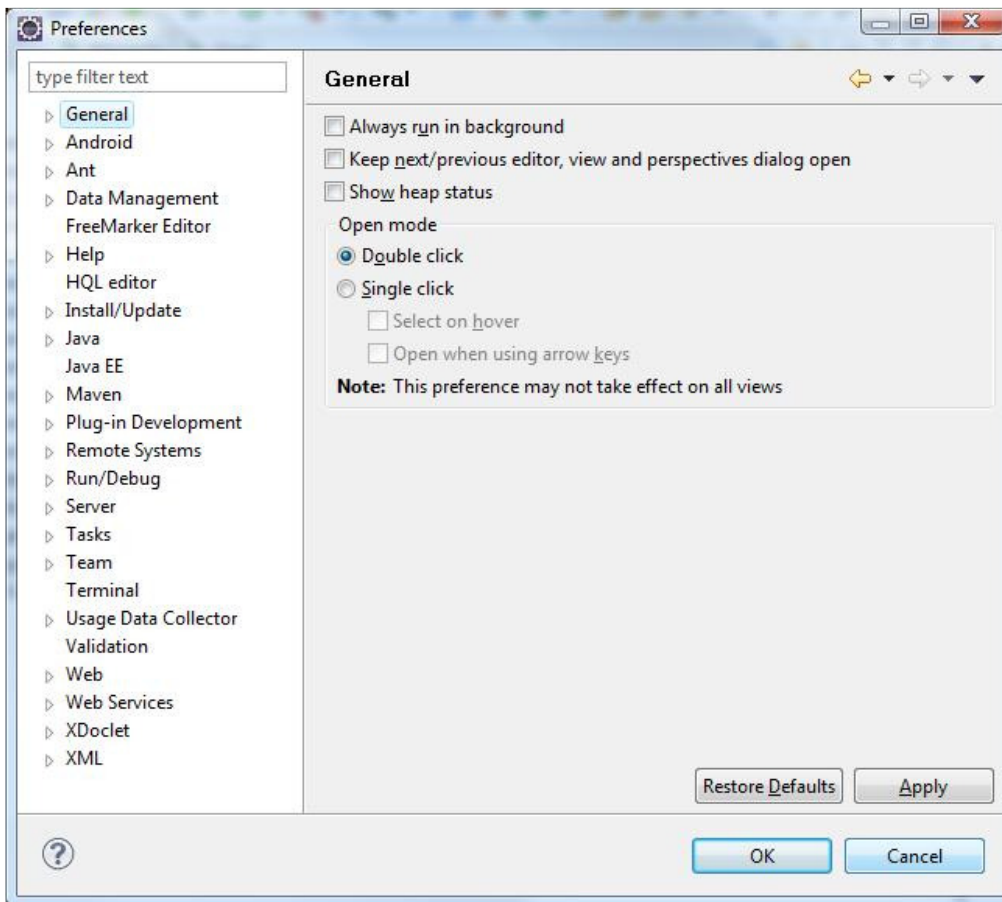 Preferences
type filter text
General
Android
Ant
Data Management
FreeMarker Editor
Help
HQL editor
Install/Update
Java
Java EE
Maven
Plug-in Development
Remote Systems
Run/Debug
Server
Tasks
Team
Terminal
Usage Data Collector
Validation
Web
Web Services
XDoclet
XML
General
Always run in background
Keep next/previous editor, view and perspectives dialog open
Show heap status
Open mode
Double click
Single click
Select on hover
Open when using arrow keys
Note: This preference may not take effect on all views
Restore Defaults Apply
? OK Cancel